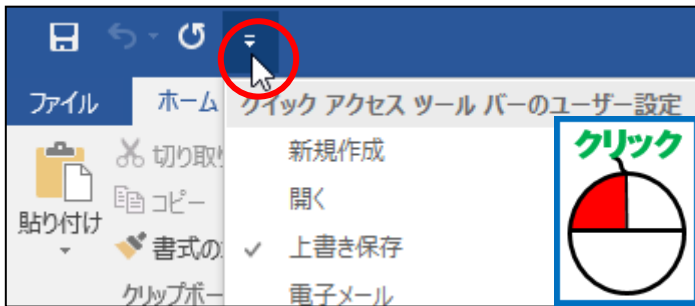 ファイル
ホーム
クイック アクセス ツール バーのユーザー設定
新規作成
開く
上書き保存
電子メール
切り取り
コピー
書式の
貼り付け
クリップボー
クリック